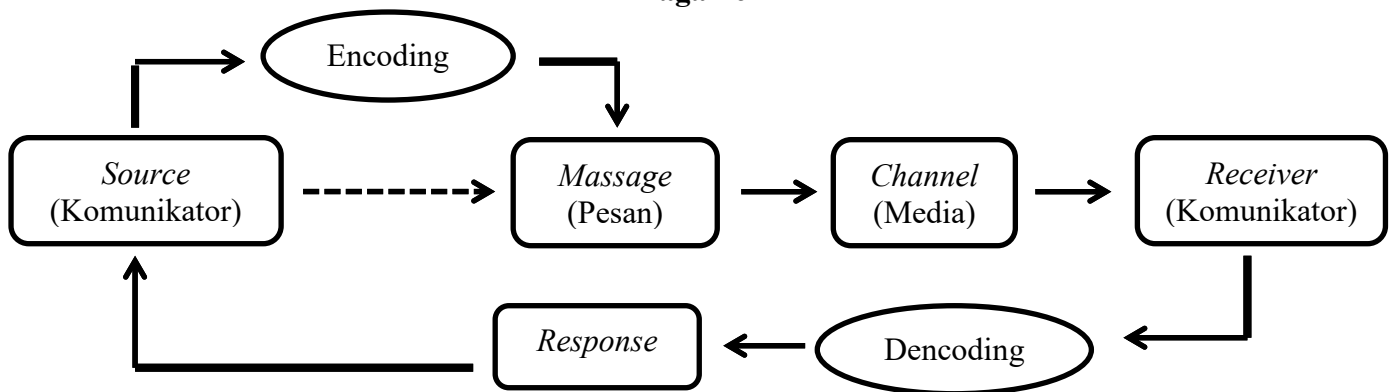 Encoding
Source
(Komunikator)
Massage
(Pesan)
Channel
(Media)
Receiver
(Komunikator)
Response
Dencoding